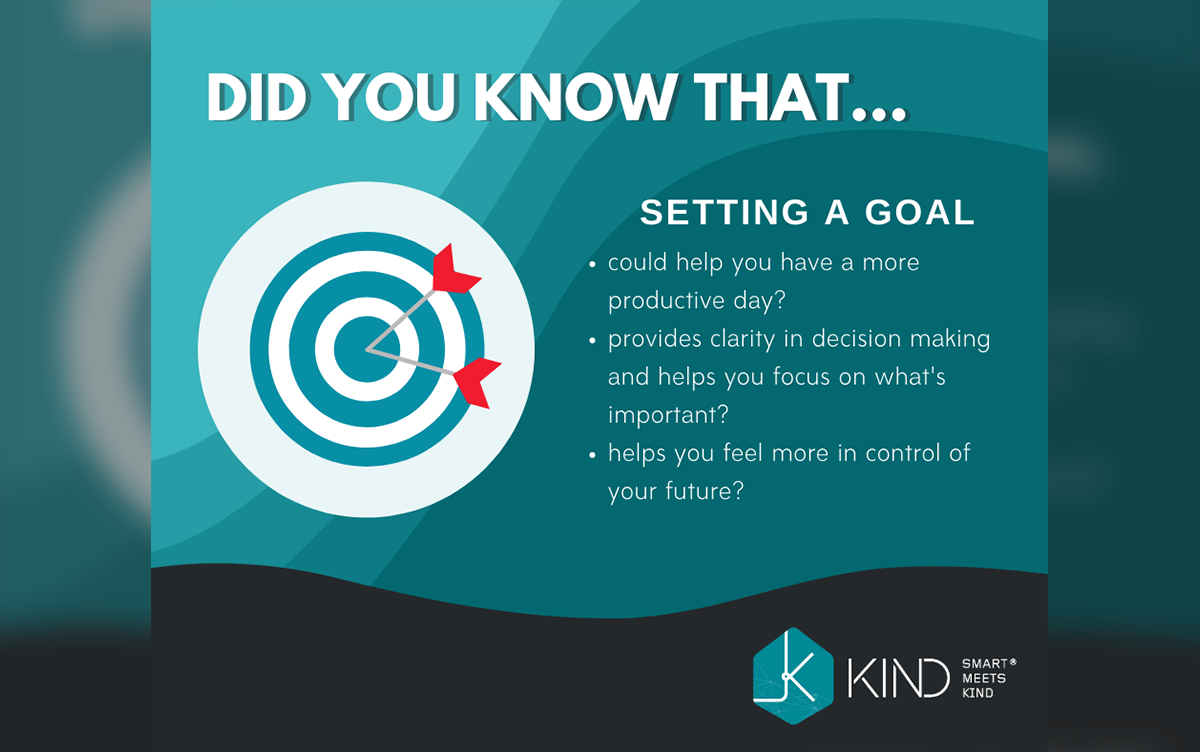 DID YOU KNOW THAT...
SETTING A GOAL
• could help you have a more
productive day?
• provides clarity in decision making
and helps you focus on what's
important?
• helps you feel more in control of
your future?
KIND
SMART®
MEETS
KIND